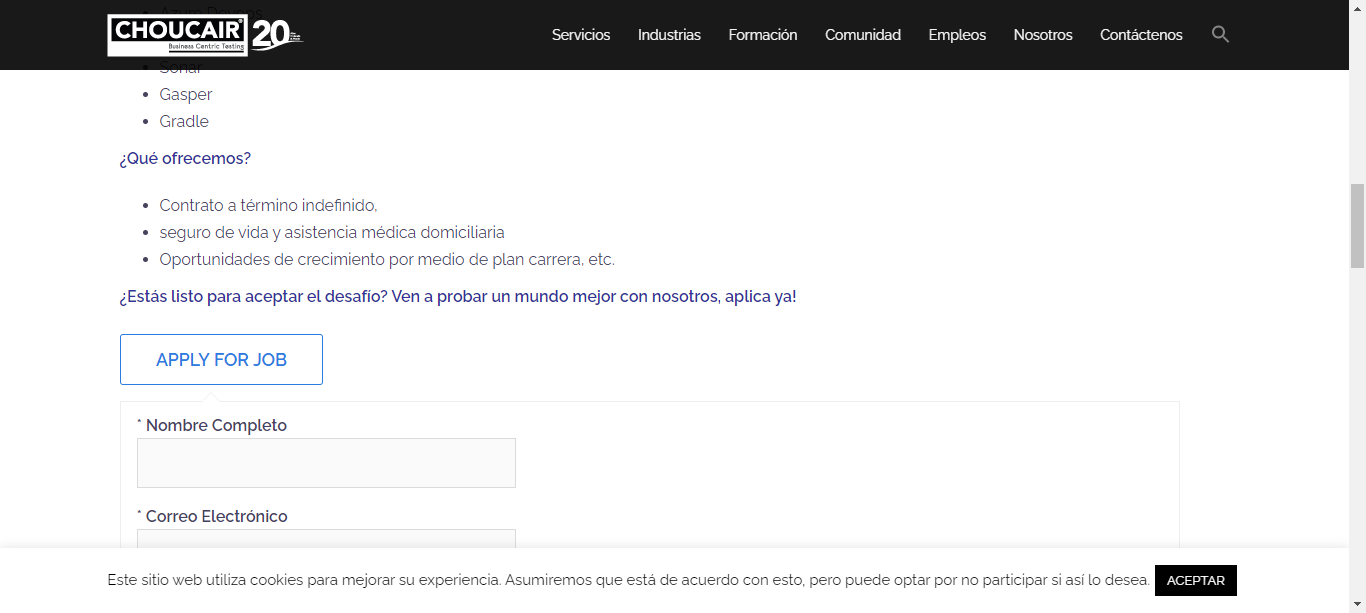 Azure Devops
CHOUCAIR
Business Centric Testing
20
Servicios Industrias Formación Comunidad Empleos Nosotros Contáctenos
Sonar
Gasper
Gradle
¿Qué ofrecemos?
Contrato a término indefinido,
seguro de vida y asistencia médica domiciliaria
Oportunidades de crecimiento por medio de plan carrera, etc.
¿Estás listo para aceptar el desafío? Ven a probar un mundo mejor con nosotros, aplica ya!
APPLY FOR JOB
* Nombre Completo
* Correo Electrónico
Este sitio web utiliza cookies para mejorar su experiencia. Asumiremos que está de acuerdo con esto, pero puede optar por no participar si así lo desea. ACEPTAR